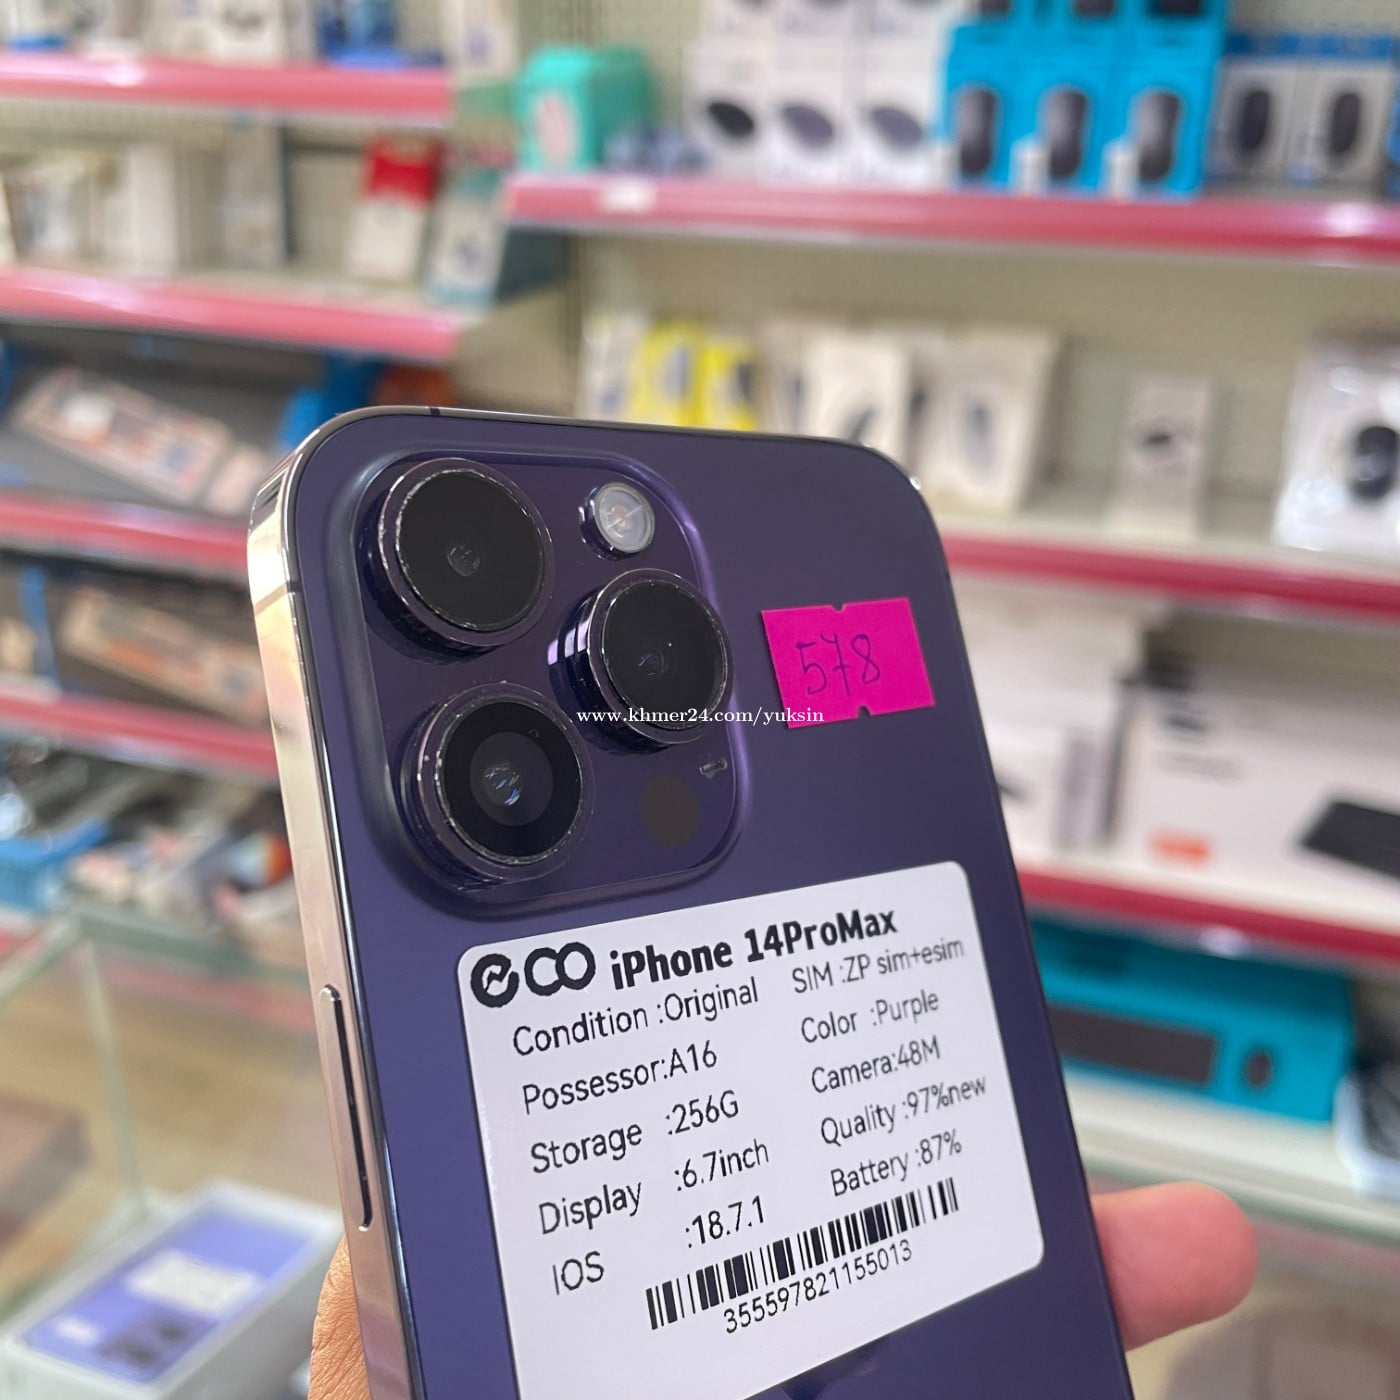 578
www.khmer24.com/yuksin
iPhone 14ProMax
Condition :Original SIM :ZP sim+esim
Possessor:A16 Color :Purple
Storage :256G Camera:48M
Display :6.7inch Quality :97%new
IOS :18.7.1 Battery :87%
355597821155013